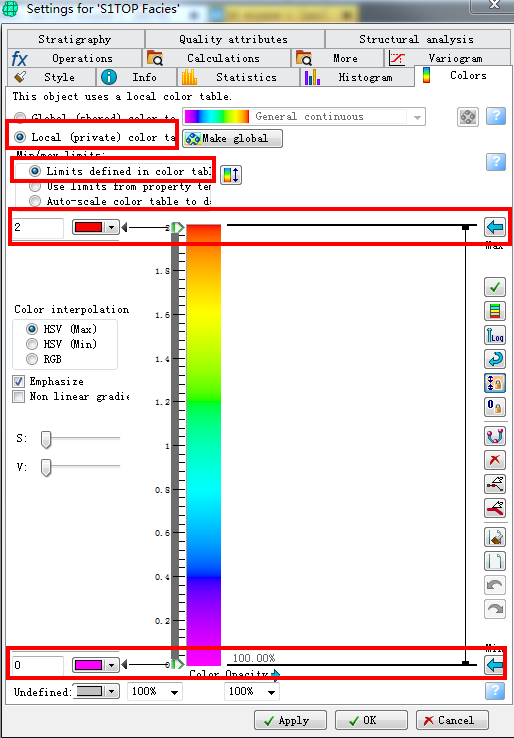 Settings for 'S1TOP Facies'
Stratigraphy Quality attributes Structural analysis
fx Operations Calculations More Variogram
Style Info Statistics Histogram Colors
This object uses a local color table.
Global (shared) color ta General continuous
Local (private) color ta Make global
Min/max limits:
Limits defined in color tabl
Use limits from property tem
Auto-scale color table to d
2 2
Max
1.8
Color interpolation 1.6
HSV (Max)
HSV (Min) 1.4
RGB
Emphasize
Non linear gradie 1.2
S: 1
V:
0.8
0.6
0.4
0.2
Log
0
Min
0 0 100.00%
Color Opacity
Undefined: 100% 100%
Apply OK Cancel